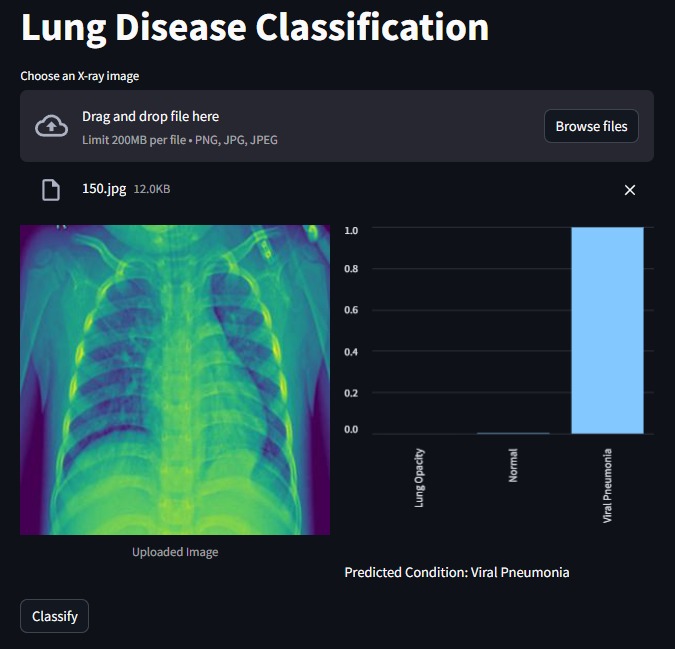 Lung Disease Classification
Choose an X-ray image
Drag and drop file here
Limit 200MB per file • PNG, JPG, JPEG
Browse files
150.jpg 12.0KB
1.0
0.8
0.6
0.4
0.2
0.0
Lung Opacity
Normal
Viral Pneumonia
Uploaded Image
Predicted Condition: Viral Pneumonia
Classify